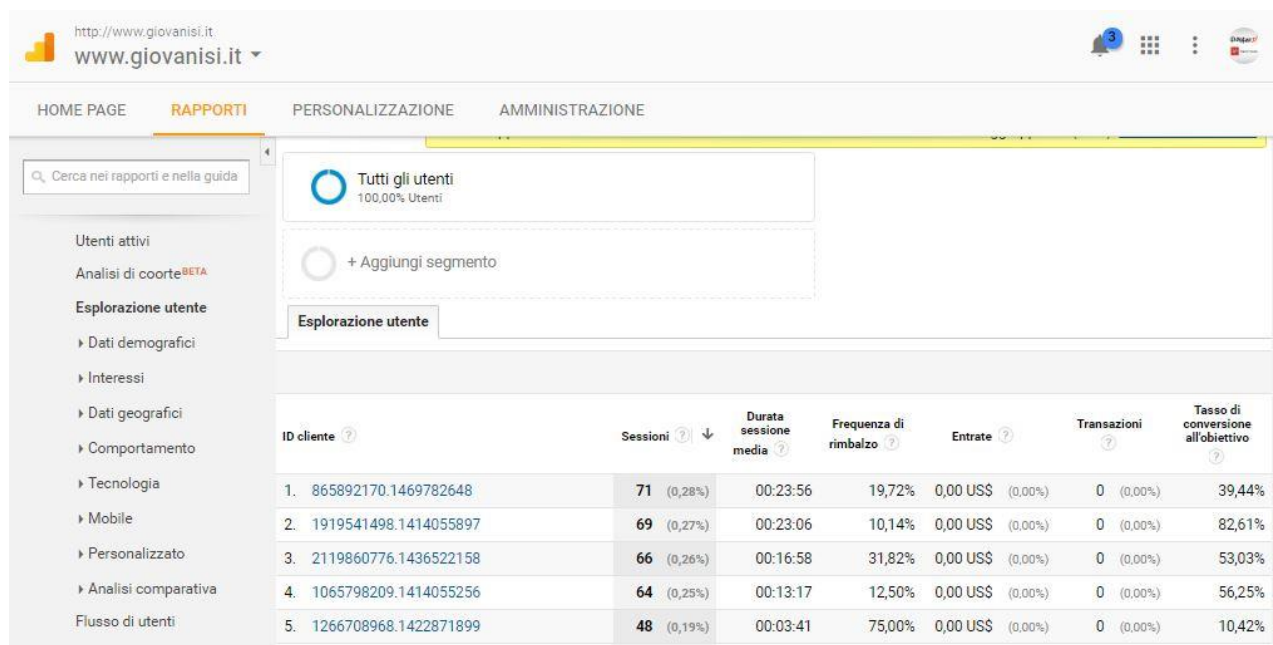 http://www.giovanisi.it
www.giovanisi.it
3
HOME PAGE RAPPORTI PERSONALIZZAZIONE AMMINISTRAZIONE
Cerca nei rapporti e nella guida
Utenti attivi
Analisi di coorte BETA
Esplorazione utente
Dati demografici
Interessi
Dati geografici
Comportamento
Tecnologia
Mobile
Personalizzato
Analisi comparativa
Flusso di utenti
Tutti gli utenti
100,00% Utenti
+ Aggiungi segmento
Esplorazione utente
ID cliente ? Sessioni ? Durata sessione media ? Frequenza di rimbalzo ? Entrate ? Transazioni ? Tasso di conversione all'obiettivo ?
1. 865892170.1469782648 71 (0,28%) 00:23:56 19,72% 0,00 US$ (0,00%) 0 (0,00%) 39,44%
2. 1919541498.1414055897 69 (0,27%) 00:23:06 10,14% 0,00 US$ (0,00%) 0 (0,00%) 82,61%
3. 2119860776.1436522158 66 (0,26%) 00:16:58 31,82% 0,00 US$ (0,00%) 0 (0,00%) 53,03%
4. 1065798209.1414055256 64 (0,25%) 00:13:17 12,50% 0,00 US$ (0,00%) 0 (0,00%) 56,25%
5. 1266708968.1422871899 48 (0,19%) 00:03:41 75,00% 0,00 US$ (0,00%) 0 (0,00%) 10,42%